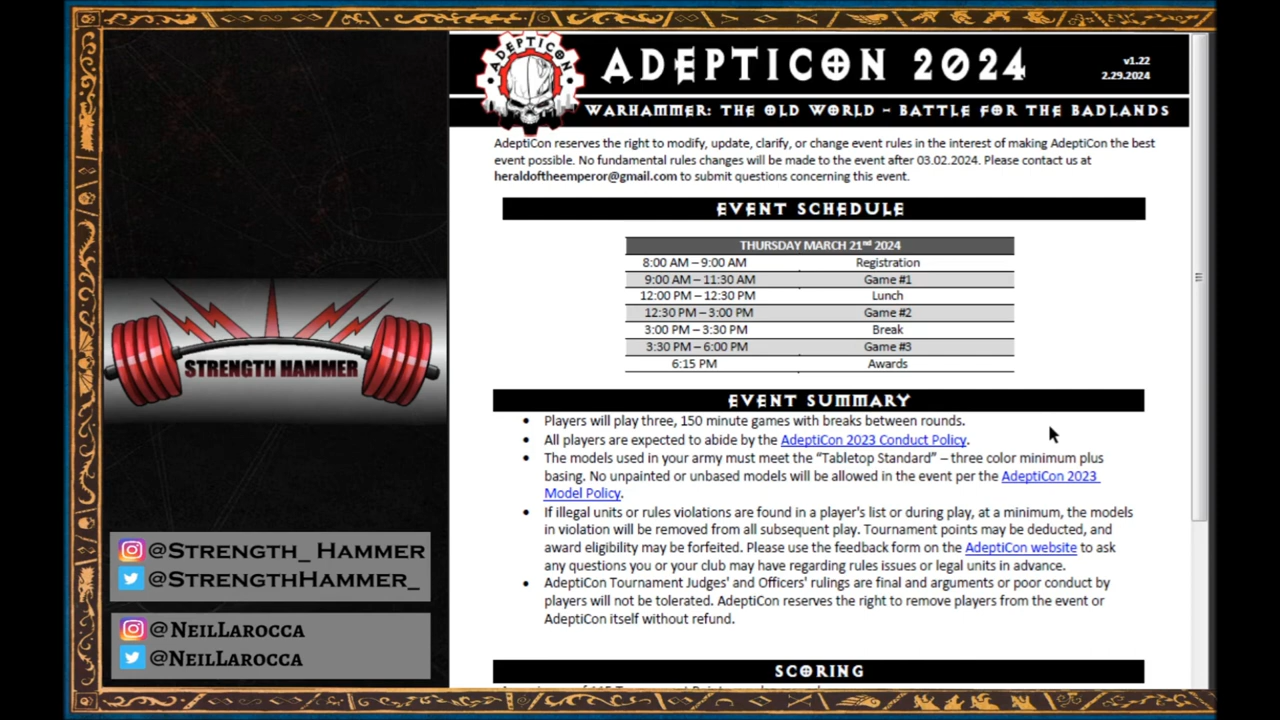 ADEPTICON
ADEPTICON 2024
v1.22
2.29.2024
WARHAMMER: THE OLD WORLD - BATTLE FOR THE BADLANDS
AdeptiCon reserves the right to modify, update, clarify, or change event rules in the interest of making AdeptiCon the best
event possible. No fundamental rules changes will be made to the event after 03.02.2024. Please contact us at
heraldoftheemperor@gmail.com to submit questions concerning this event.
EVENT SCHEDULE
THURSDAY MARCH 21nd 2024
8:00 AM – 9:00 AM Registration
9:00 AM – 11:30 AM Game #1
12:00 PM – 12:30 PM Lunch
12:30 PM – 3:00 PM Game #2
3:00 PM – 3:30 PM Break
3:30 PM – 6:00 PM Game #3
6:15 PM Awards
EVENT SUMMARY
• Players will play three, 150 minute games with breaks between rounds.
• All players are expected to abide by the AdeptiCon 2023 Conduct Policy.
• The models used in your army must meet the “Tabletop Standard” – three color minimum plus
basing. No unpainted or unbased models will be allowed in the event per the AdeptiCon 2023
Model Policy.
• If illegal units or rules violations are found in a player's list or during play, at a minimum, the models
in violation will be removed from all subsequent play. Tournament points may be deducted, and
award eligibility may be forfeited. Please use the feedback form on the AdeptiCon website to ask
any questions you or your club may have regarding rules issues or legal units in advance.
• AdeptiCon Tournament Judges' and Officers' rulings are final and arguments or poor conduct by
players will not be tolerated. AdeptiCon reserves the right to remove players from the event or
AdeptiCon itself without refund.
SCORING
STRENGTH HAMMER
@STRENGTH_ HAMMER
@STRENGTHHAMMER_
@NEILLAROCCA
@NEILLAROCCA